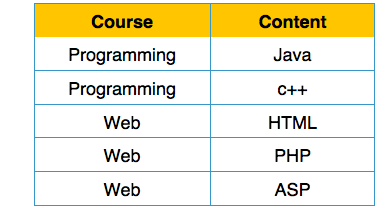 Course Content
Programming Java
Programming c++
Web HTML
Web PHP
Web ASP